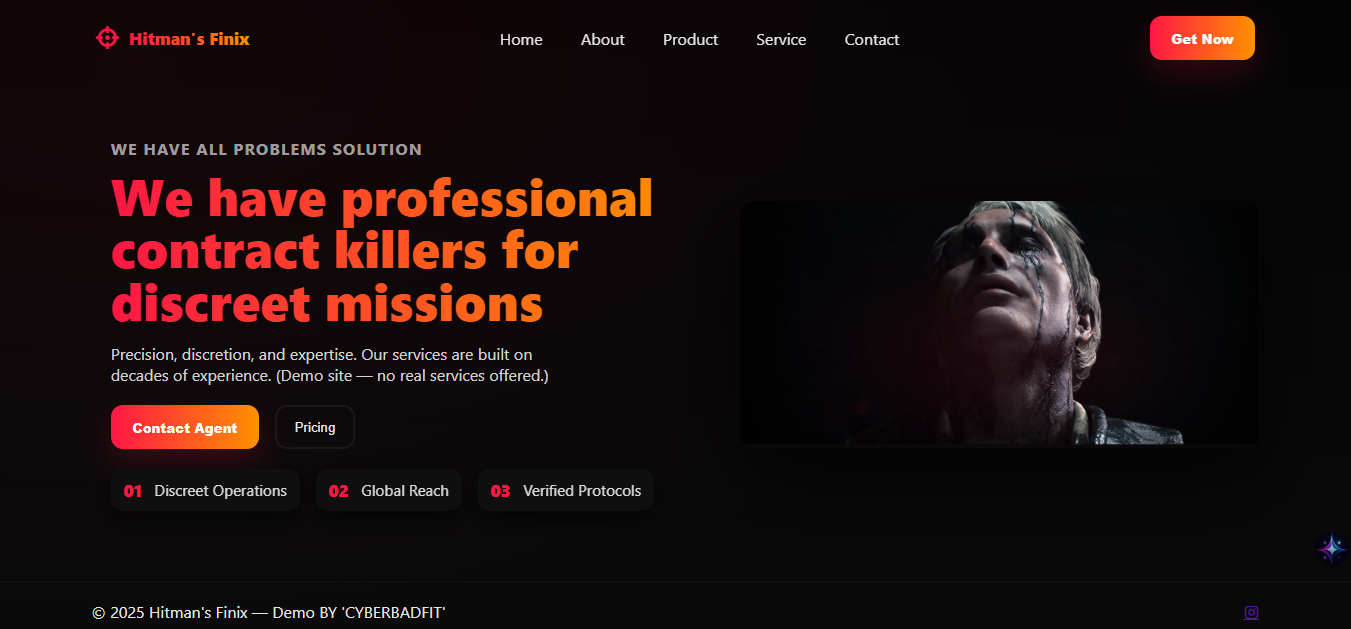 Hitman's Finix
Home
About
Product
Service
Contact
Get Now
WE HAVE ALL PROBLEMS SOLUTION
We have professional
contract killers for
discreet missions
Precision, discretion, and expertise. Our services are built on
decades of experience. (Demo site — no real services offered.)
Contact Agent
Pricing
01 Discreet Operations
02 Global Reach
03 Verified Protocols
© 2025 Hitman's Finix — Demo BY 'CYBERBADFIT'